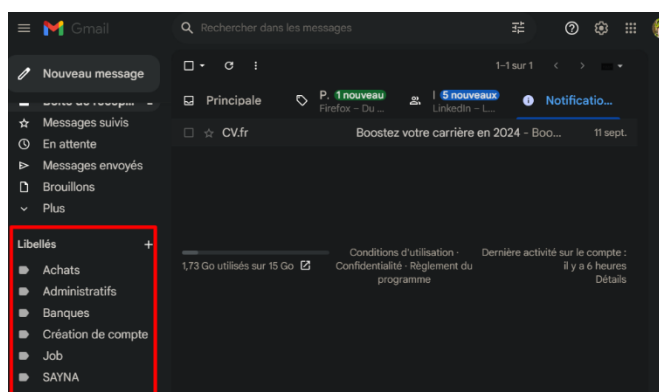 Gmail
Rechercher dans les messages
Nouveau message
1–1 sur 1
Principale
P. 1 nouveau
Firefox – Du ...
I 5 nouveaux
LinkedIn – L...
Notificatio...
Messages suivis
CV.fr Boostez votre carrière en 2024 - Boo... 11 sept.
En attente
Messages envoyés
Brouillons
Plus
Libellés +
Achats
Administratifs
Banques
Création de compte
Job
SAYNA
1,73 Go utilisés sur 15 Go
Conditions d'utilisation ·
Confidentialité · Règlement du
programme
Dernière activité sur le compte :
il y a 6 heures
Détails